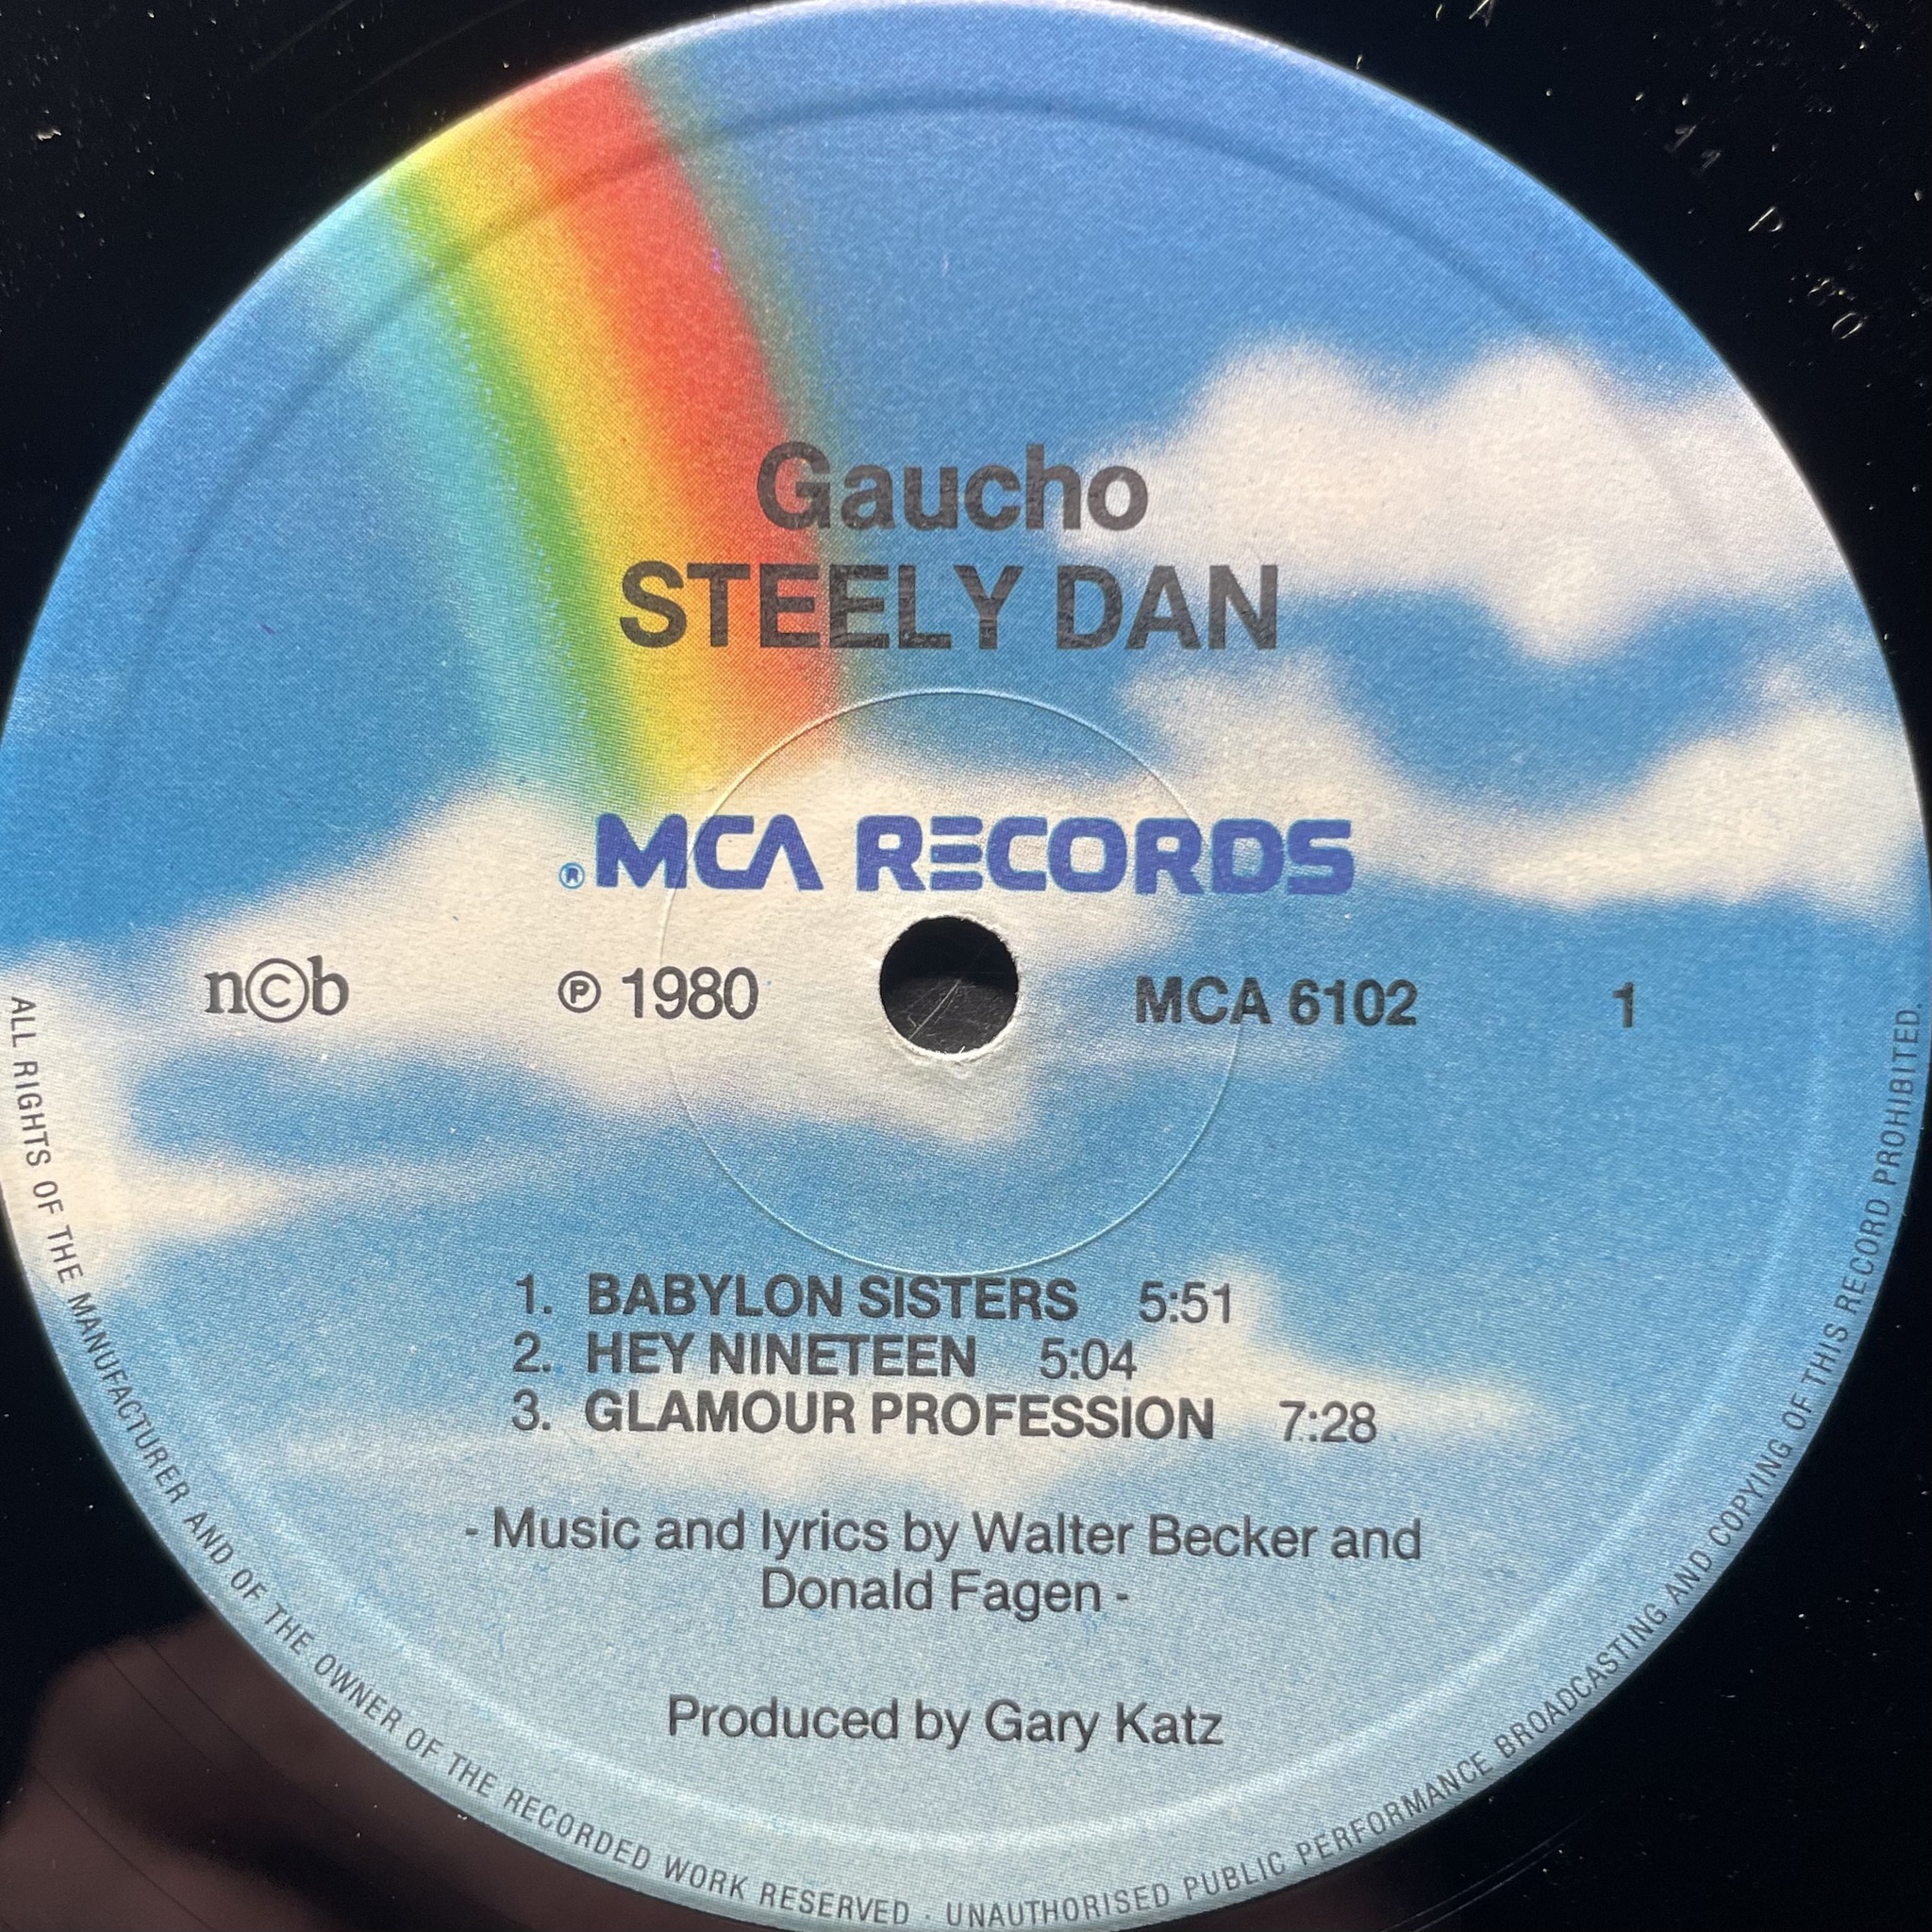 Gaucho
STEELY DAN
® MCA RECORDS
n©b ℗ 1980 MCA 6102 1
1. BABYLON SISTERS 5:51
2. HEY NINETEEN 5:04
3. GLAMOUR PROFESSION 7:28
- Music and lyrics by Walter Becker and
Donald Fagen -
Produced by Gary Katz
ALL RIGHTS OF THE MANUFACTURER AND OF THE OWNER OF THE RECORDED WORK RESERVED · UNAUTHORISED PUBLIC PERFORMANCE BROADCASTING AND COPYING OF THIS RECORD PROHIBITED.